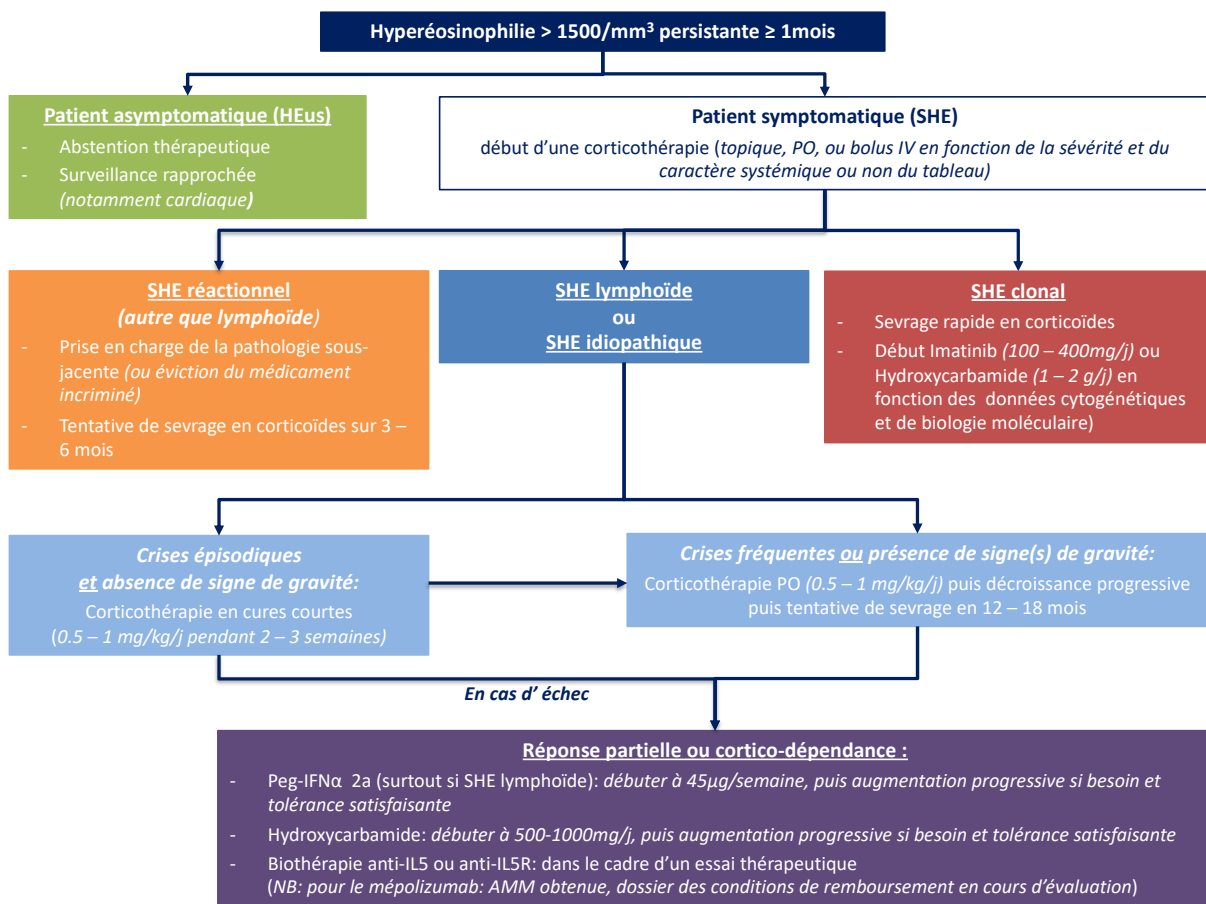 Hyperéosinophilie > 1500/mm³ persistante ≥ 1mois
Patient asymptomatique (HEus)
- Abstention thérapeutique
- Surveillance rapprochée
(notamment cardiaque)
Patient symptomatique (SHE)
début d’une corticothérapie (topique, PO, ou bolus IV en fonction de la sévérité et du
caractère systémique ou non du tableau)
SHE réactionnel
(autre que lymphoïde)
- Prise en charge de la pathologie sous-
jacente (ou éviction du médicament
incriminé)
- Tentative de sevrage en corticoïdes sur 3 –
6 mois
SHE lymphoïde
ou
SHE idiopathique
SHE clonal
- Sevrage rapide en corticoïdes
- Début Imatinib (100 – 400mg/j) ou
Hydroxycarbamide (1 – 2 g/j) en
fonction des données cytogénétiques
et de biologie moléculaire)
Crises épisodiques
et absence de signe de gravité:
Corticothérapie en cures courtes
(0.5 – 1 mg/kg/j pendant 2 – 3 semaines)
Crises fréquentes ou présence de signe(s) de gravité:
Corticothérapie PO (0.5 – 1 mg/kg/j) puis décroissance progressive
puis tentative de sevrage en 12 – 18 mois
En cas d’ échec
Réponse partielle ou cortico-dépendance :
- Peg-IFNα 2a (surtout si SHE lymphoïde): débuter à 45µg/semaine, puis augmentation progressive si besoin et
tolérance satisfaisante
- Hydroxycarbamide: débuter à 500-1000mg/j, puis augmentation progressive si besoin et tolérance satisfaisante
- Biothérapie anti-IL5 ou anti-IL5R: dans le cadre d’un essai thérapeutique
(NB: pour le mépolizumab: AMM obtenue, dossier des conditions de remboursement en cours d’évaluation)